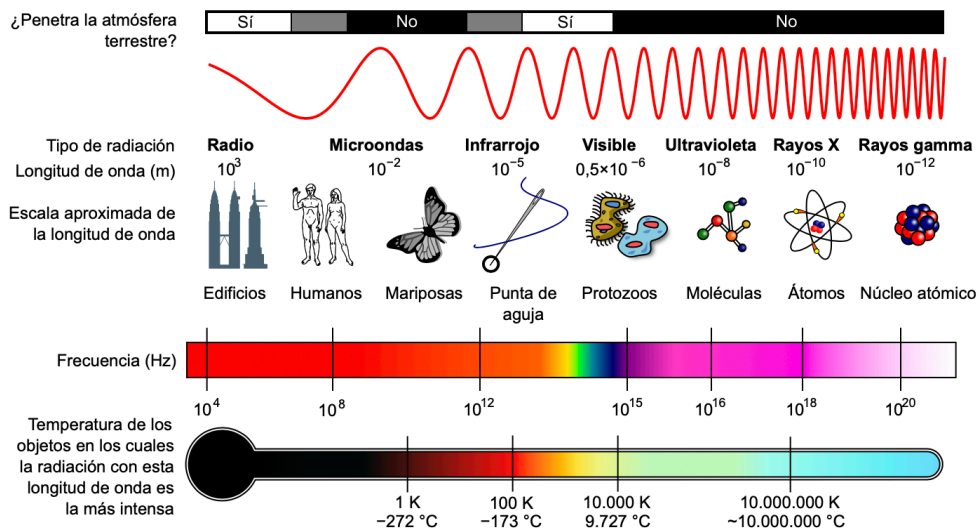 ¿Penetra la atmósfera
terrestre?
Sí No Sí No
Tipo de radiación Radio Microondas Infrarrojo Visible Ultravioleta Rayos X Rayos gamma
Longitud de onda (m) 10³ 10⁻² 10⁻⁵ 0,5×10⁻⁶ 10⁻⁸ 10⁻¹⁰ 10⁻¹²
Escala aproximada de
la longitud de onda
Edificios Humanos Mariposas Punta de aguja Protozoos Moléculas Átomos Núcleo atómico
Frecuencia (Hz)
10⁴ 10⁸ 10¹² 10¹⁵ 10¹⁶ 10¹⁸ 10²⁰
Temperatura de los
objetos en los cuales
la radiación con esta
longitud de onda es
la más intensa
1 K 100 K 10.000 K 10.000.000 K
−272 °C −173 °C 9.727 °C ~10.000.000 °C